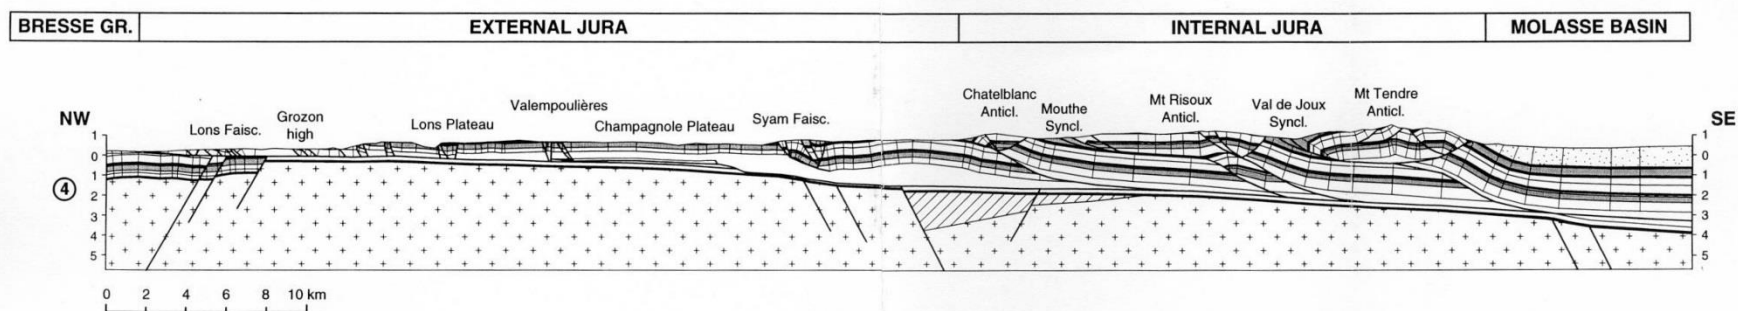 BRESSE GR. EXTERNAL JURA INTERNAL JURA MOLASSE BASIN
NW SE
Lons Faisc.
Grozon
high
Lons Plateau
Valempoulières
Champagnole Plateau
Syam Faisc.
Chatelblanc
Anticl.
Mouthe
Syncl.
Mt Risoux
Anticl.
Val de Joux
Syncl.
Mt Tendre
Anticl.
4
1
0
1
2
3
4
5
1
0
1
2
3
4
5
0 2 4 6 8 10 km